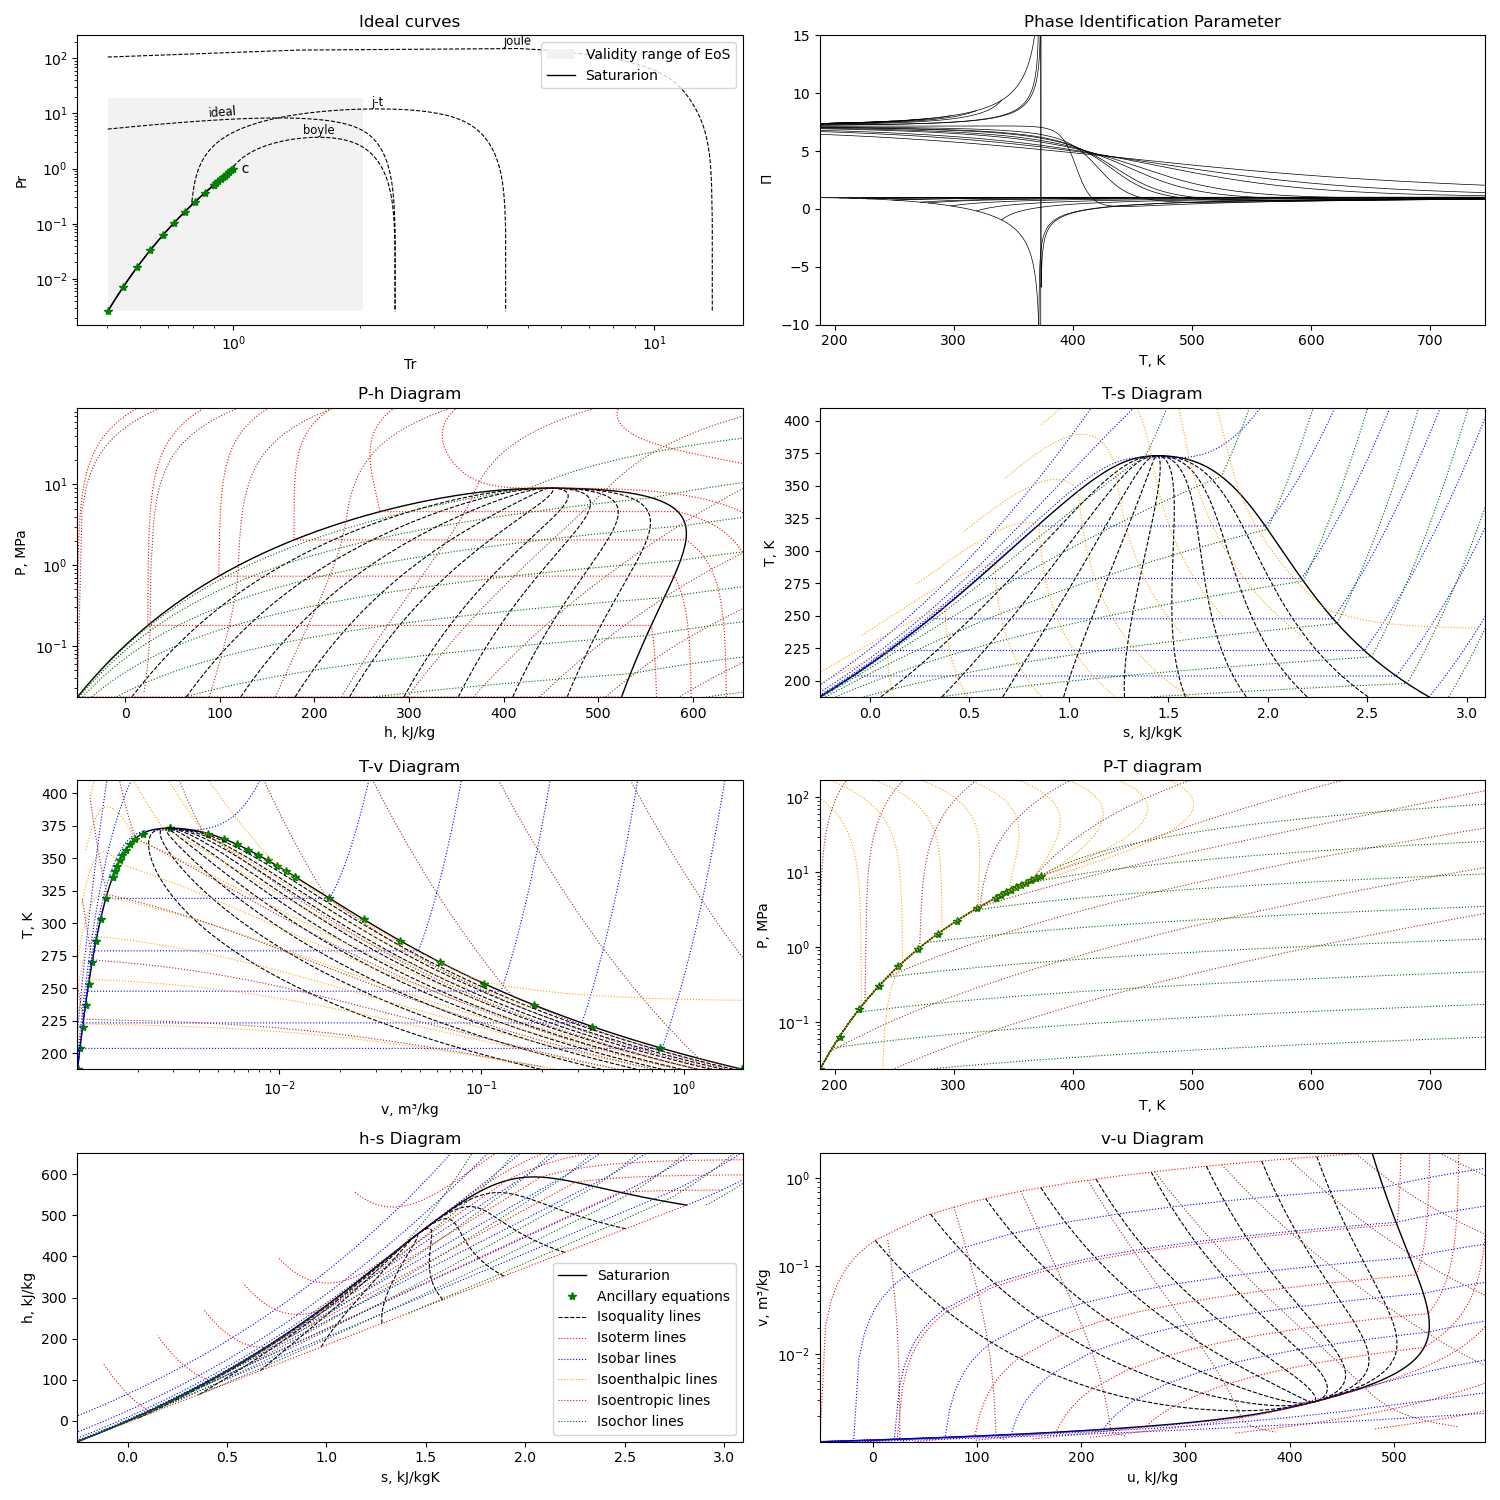 Ideal curves
Pr
10² 10¹ 10⁰ 10⁻¹ 10⁻²
joule
ideal
j-t
boyle
c
Validity range of EoS
Saturarion
10⁰ 10¹
Tr
Phase Identification Parameter
Π
15 10 5 0 −5 −10
200 300 400 500 600 700
T, K
P-h Diagram
P, MPa
10¹ 10⁰ 10⁻¹
0 100 200 300 400 500 600
h, kJ/kg
T-s Diagram
T, K
400 375 350 325 300 275 250 225 200
0.0 0.5 1.0 1.5 2.0 2.5 3.0
s, kJ/kgK
T-v Diagram
T, K
400 375 350 325 300 275 250 225 200
10⁻² 10⁻¹ 10⁰
v, m³/kg
P-T diagram
P, MPa
10² 10¹ 10⁰ 10⁻¹
200 300 400 500 600 700
T, K
h-s Diagram
h, kJ/kg
600 500 400 300 200 100 0
Saturarion
Ancillary equations
Isoquality lines
Isoterm lines
Isobar lines
Isoenthalpic lines
Isoentropic lines
Isochor lines
0.0 0.5 1.0 1.5 2.0 2.5 3.0
s, kJ/kgK
v-u Diagram
v, m³/kg
10⁰ 10⁻¹ 10⁻²
0 100 200 300 400 500
u, kJ/kg